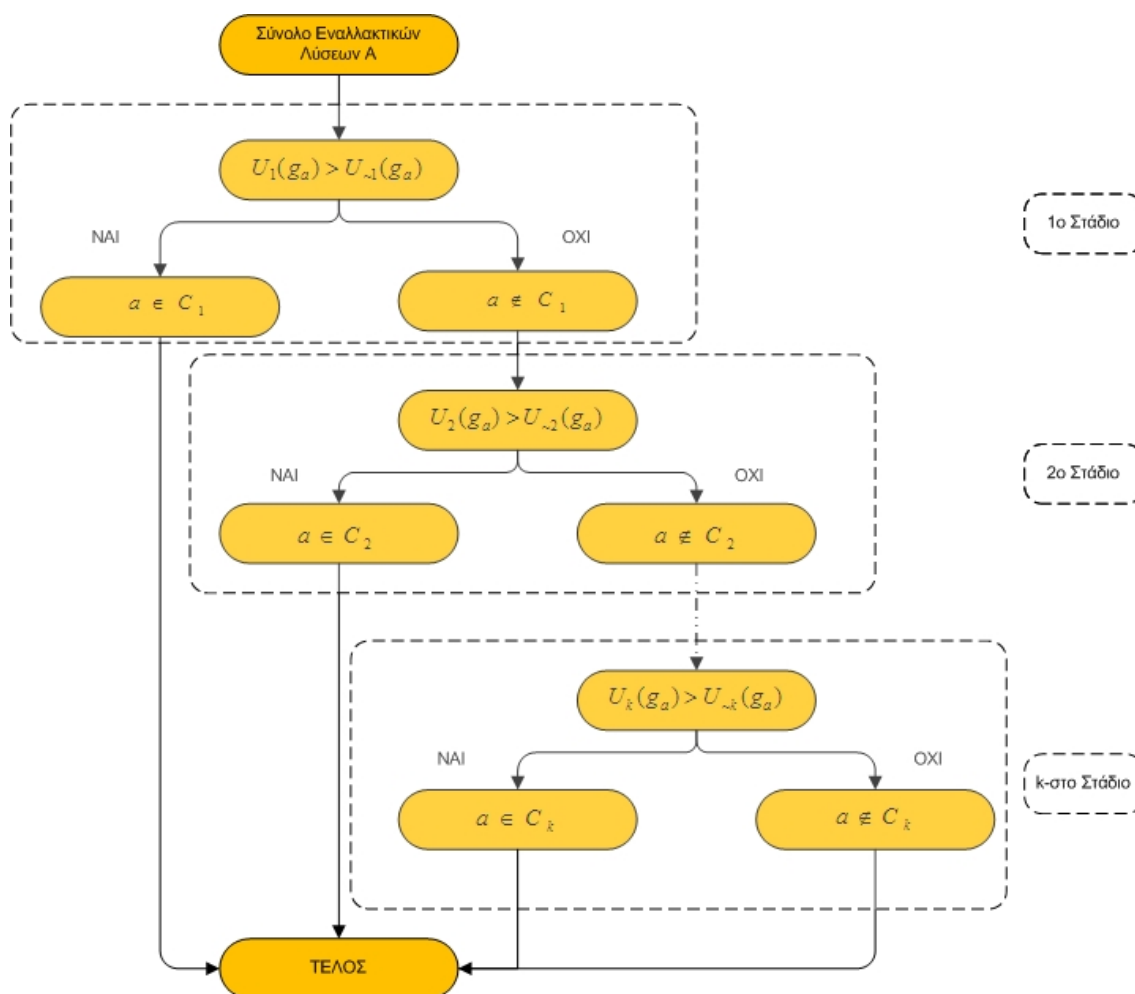 Σύνολο Εναλλακτικών
Λύσεων Α
U₁(gₐ) > U~₁(gₐ)
1ο Στάδιο
ΝΑΙ
ΟΧΙ
a ∈ C₁
a ∉ C₁
U₂(gₐ) > U~₂(gₐ)
2ο Στάδιο
ΝΑΙ
ΟΧΙ
a ∈ C₂
a ∉ C₂
Uₖ(gₐ) > U~ₖ(gₐ)
ΝΑΙ
ΟΧΙ
k-στο Στάδιο
a ∈ Cₖ
a ∉ Cₖ
ΤΕΛΟΣ